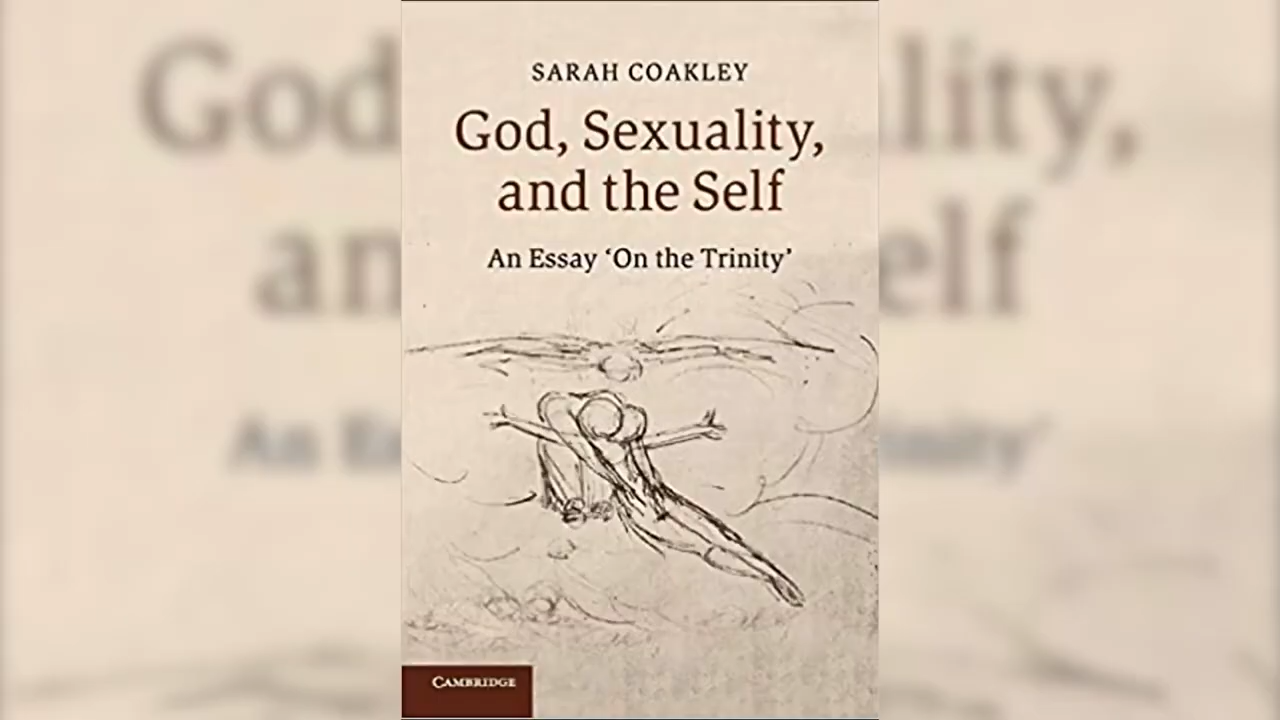 SARAH COAKLEY
God, Sexuality,
and the Self
An Essay ‘On the Trinity’
CAMBRIDGE